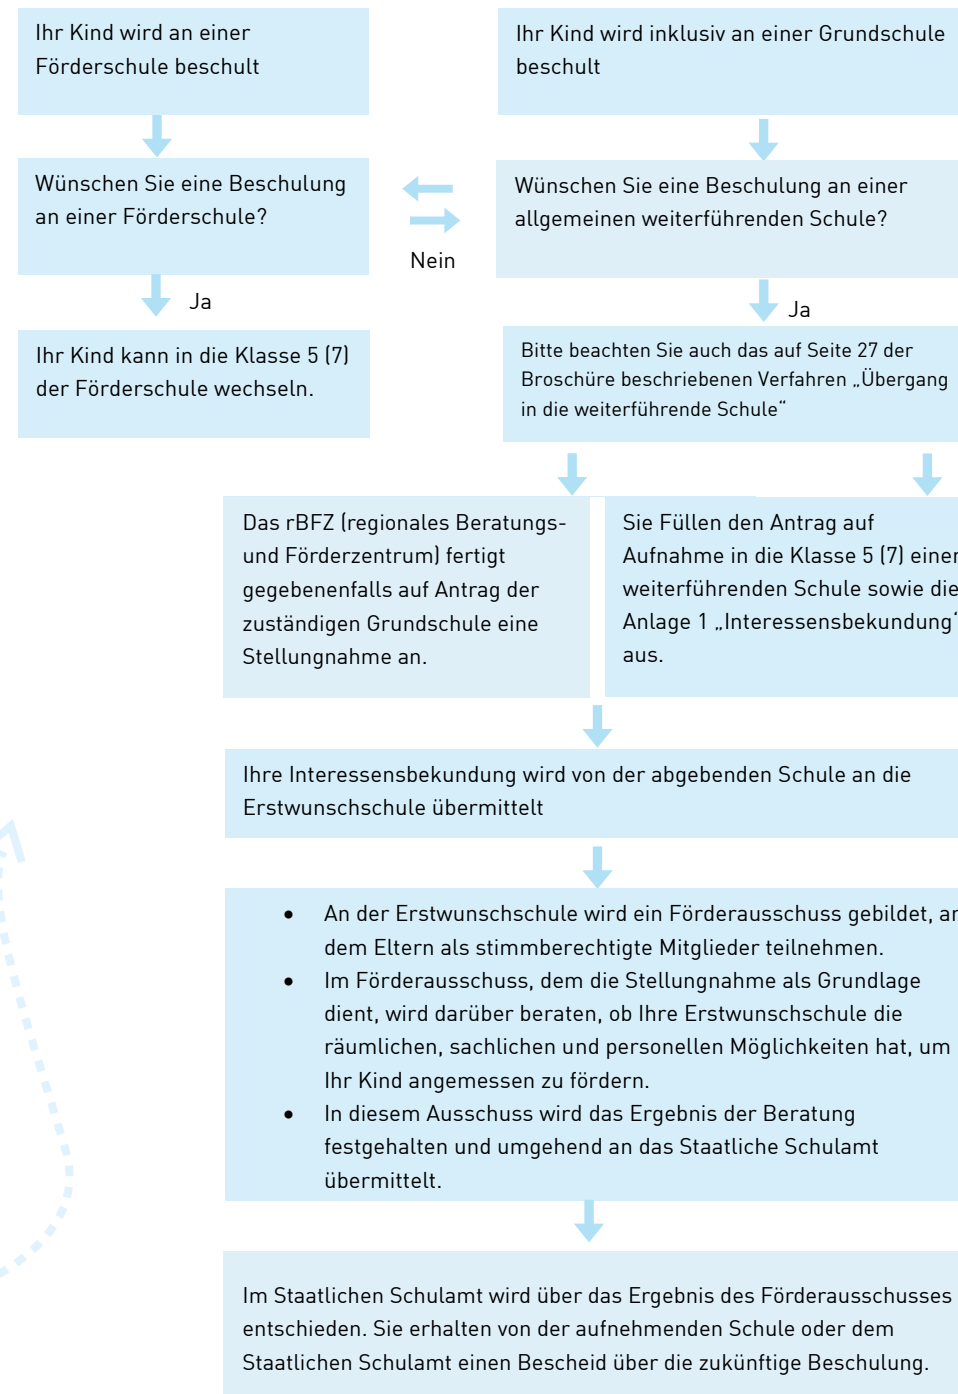 Ihr Kind wird an einer
Förderschule beschult
Ihr Kind wird inklusiv an einer Grundschule
beschult
Wünschen Sie eine Beschulung
an einer Förderschule?
Nein
Wünschen Sie eine Beschulung an einer
allgemeinen weiterführenden Schule?
Ja
Ja
Ihr Kind kann in die Klasse 5 (7)
der Förderschule wechseln.
Bitte beachten Sie auch das auf Seite 27 der
Broschüre beschriebenen Verfahren „Übergang
in die weiterführende Schule“
Das rBFZ (regionales Beratungs-
und Förderzentrum) fertigt
gegebenenfalls auf Antrag der
zuständigen Grundschule eine
Stellungnahme an.
Sie Füllen den Antrag auf
Aufnahme in die Klasse 5 (7) einer
weiterführenden Schule sowie die
Anlage 1 „Interessensbekundung“
aus.
Ihre Interessensbekundung wird von der abgebenden Schule an die
Erstwunschschule übermittelt
• An der Erstwunschschule wird ein Förderausschuss gebildet, an
dem Eltern als stimmberechtigte Mitglieder teilnehmen.
• Im Förderausschuss, dem die Stellungnahme als Grundlage
dient, wird darüber beraten, ob Ihre Erstwunschschule die
räumlichen, sachlichen und personellen Möglichkeiten hat, um
Ihr Kind angemessen zu fördern.
• In diesem Ausschuss wird das Ergebnis der Beratung
festgehalten und umgehend an das Staatliche Schulamt
übermittelt.
Im Staatlichen Schulamt wird über das Ergebnis des Förderausschusses
entschieden. Sie erhalten von der aufnehmenden Schule oder dem
Staatlichen Schulamt einen Bescheid über die zukünftige Beschulung.